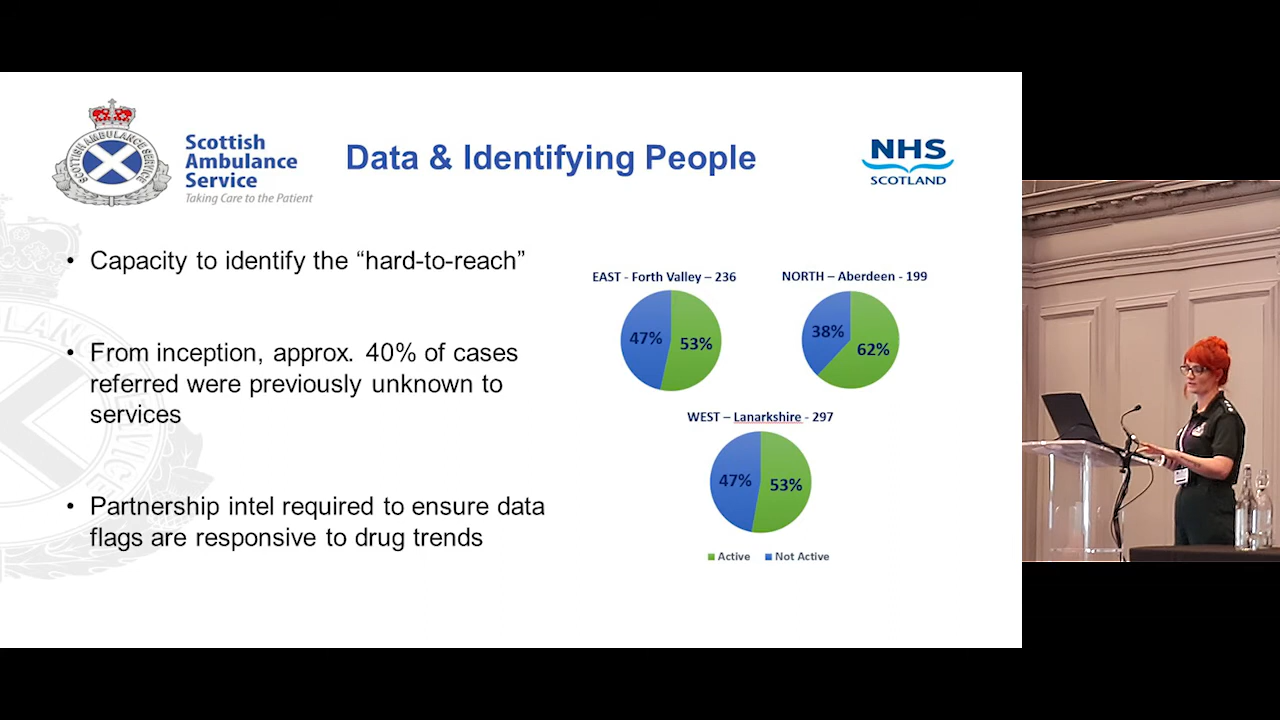 SCOTTISH AMBULANCE SERVICE
Scottish
Ambulance
Service
Taking Care to the Patient
Data & Identifying People
NHS
SCOTLAND
• Capacity to identify the “hard-to-reach”
• From inception, approx. 40% of cases
referred were previously unknown to
services
• Partnership intel required to ensure data
flags are responsive to drug trends
EAST - Forth Valley – 236
47%
53%
NORTH – Aberdeen - 199
38%
62%
WEST – Lanarkshire - 297
47%
53%
Active
Not Active